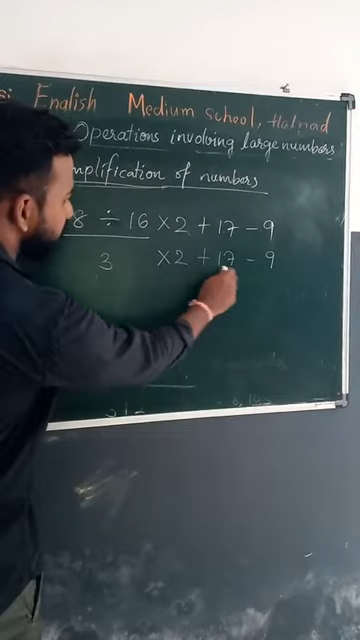 English Medium school, Halnad
Operations involving large numbers
mplification of numbers
8 ÷ 16 × 2 + 17 - 9
3 × 2 + 17 - 9